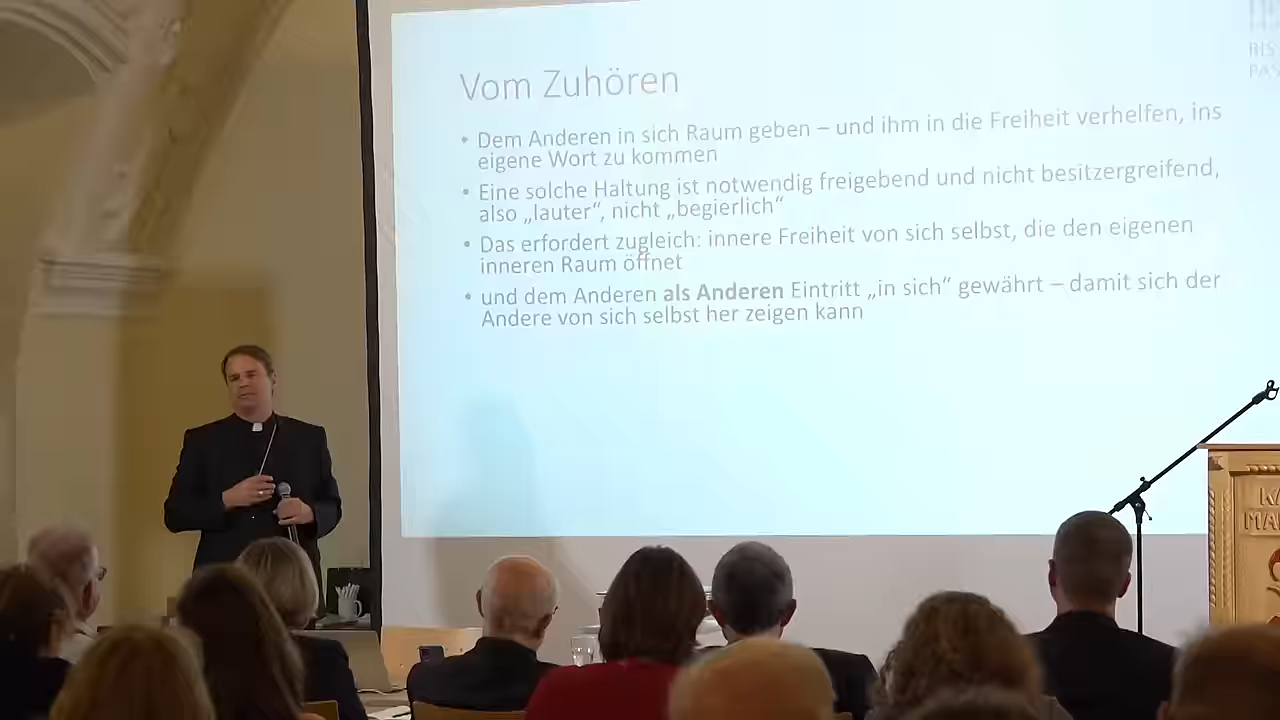 Vom Zuhören
• Dem Anderen in sich Raum geben – und ihm in die Freiheit verhelfen, ins
eigene Wort zu kommen
• Eine solche Haltung ist notwendig freigebend und nicht besitzergreifend,
also „lauter“, nicht „begierlich“
• Das erfordert zugleich: innere Freiheit von sich selbst, die den eigenen
inneren Raum öffnet
• und dem Anderen als Anderen Eintritt „in sich“ gewährt – damit sich der
Andere von sich selbst her zeigen kann